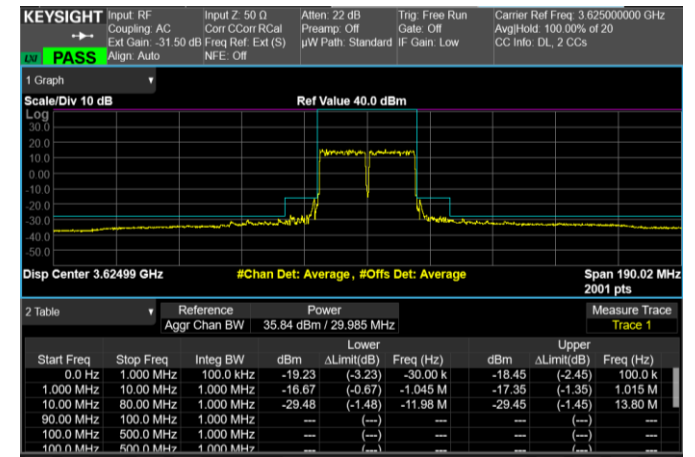 KEYSIGHT Input: RF Input Z: 50 Ω Atten: 22 dB Trig: Free Run Carrier Ref Freq: 3.625000000 GHz
Coupling: AC Corr CCorr RCal Preamp: Off Gate: Off Avg|Hold: 100.00% of 20
Ext Gain: -31.50 dB Freq Ref: Ext (S) µW Path: Standard IF Gain: Low CC Info: DL, 2 CCs
LXI PASS Align: Auto NFE: Off
1 Graph
Scale/Div 10 dB Ref Value 40.0 dBm
Log
30.0
20.0
10.0
0.00
-10.0
-20.0
-30.0
-40.0
-50.0
Disp Center 3.62499 GHz #Chan Det: Average, #Offs Det: Average Span 190.02 MHz
2001 pts
2 Table Reference Power Measure Trace
Aggr Chan BW 35.84 dBm / 29.985 MHz Trace 1
Lower Upper
Start Freq Stop Freq Integ BW dBm ΔLimit(dB) Freq (Hz) dBm ΔLimit(dB) Freq (Hz)
0.0 Hz 1.000 MHz 100.0 kHz -19.23 (-3.23) -30.00 k -18.45 (-2.45) 100.0 k
1.000 MHz 10.00 MHz 1.000 MHz -16.67 (-0.67) -1.045 M -17.35 (-1.35) 1.015 M
10.00 MHz 80.00 MHz 1.000 MHz -29.48 (-1.48) -11.98 M -29.45 (-1.45) 13.80 M
90.00 MHz 100.0 MHz 1.000 MHz --- (---) --- --- (---) ---
100.0 MHz 500.0 MHz 1.000 MHz --- (---) --- --- (---) ---
100.0 MHz 500.0 MHz 1.000 MHz --- (---) --- --- (---) ---